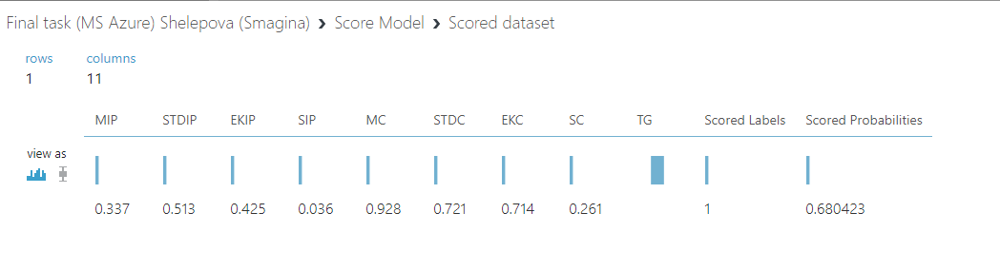 Final task (MS Azure) Shelepova (Smagina) › Score Model › Scored dataset
rows columns
1 11
MIP STDIP EKIP SIP MC STDC EKC SC TG Scored Labels Scored Probabilities
view as
0.337 0.513 0.425 0.036 0.928 0.721 0.714 0.261 1 0.680423